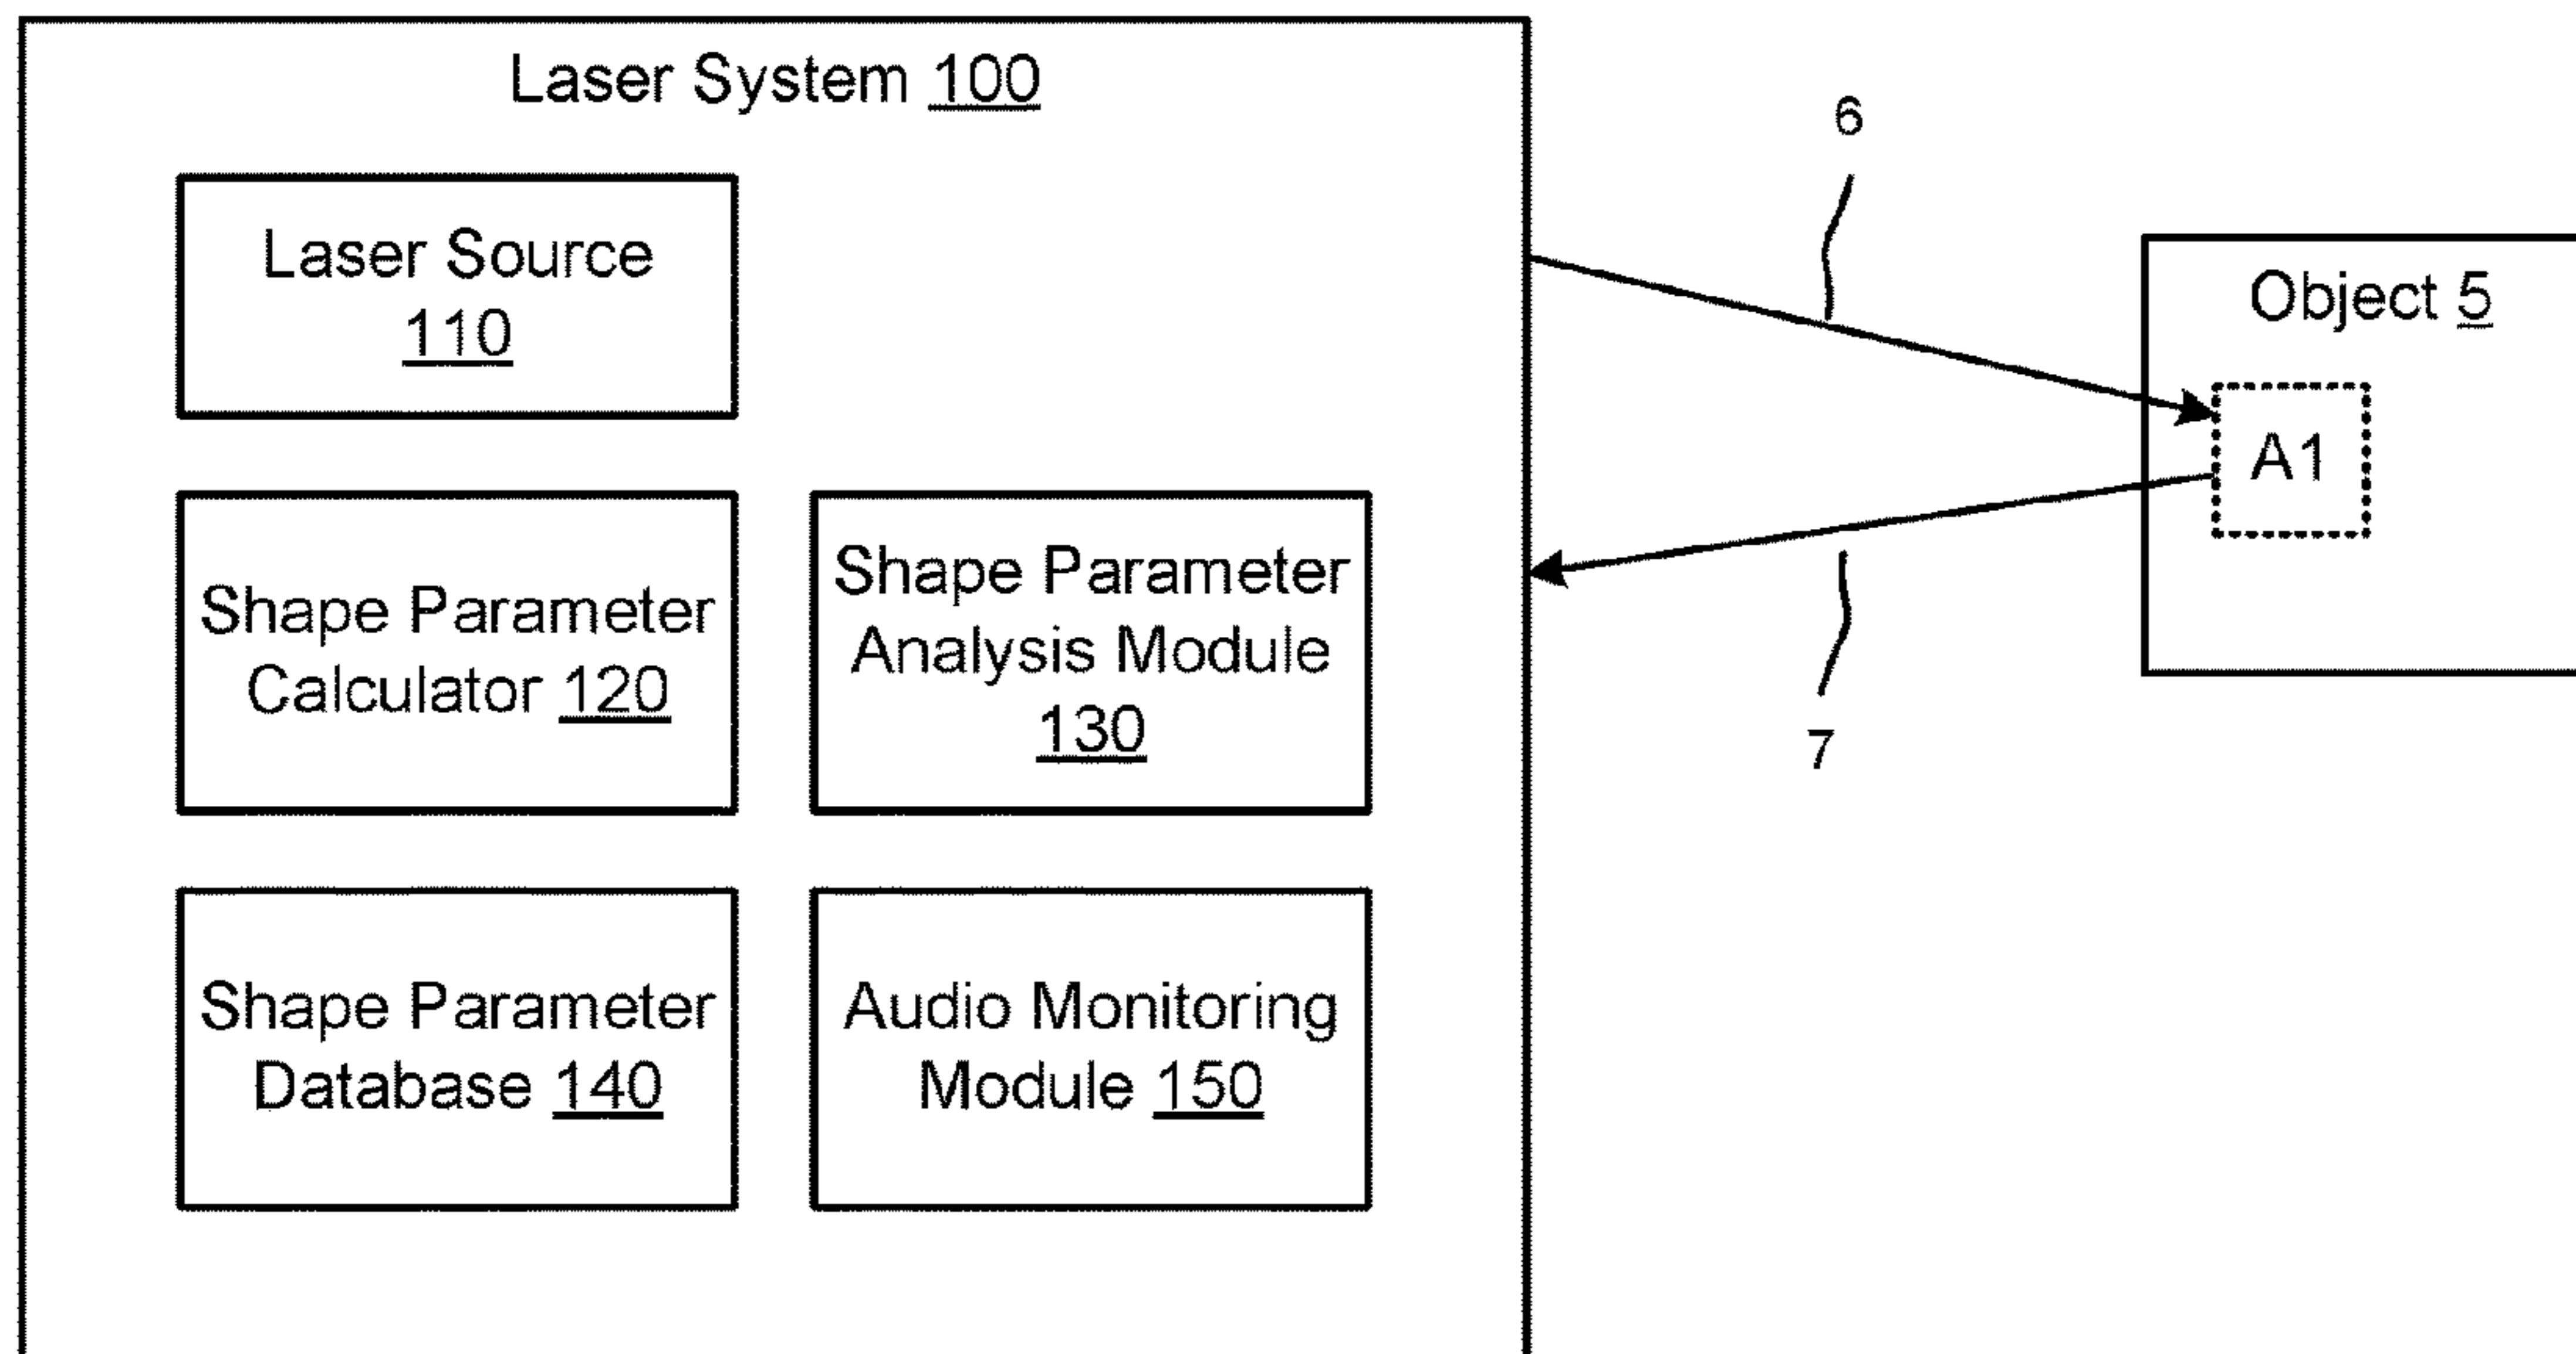 Laser System 100
6
Laser Source
110
Object 5
A1
Shape Parameter
Calculator 120
Shape Parameter
Analysis Module
130
7
Shape Parameter
Database 140
Audio Monitoring
Module 150